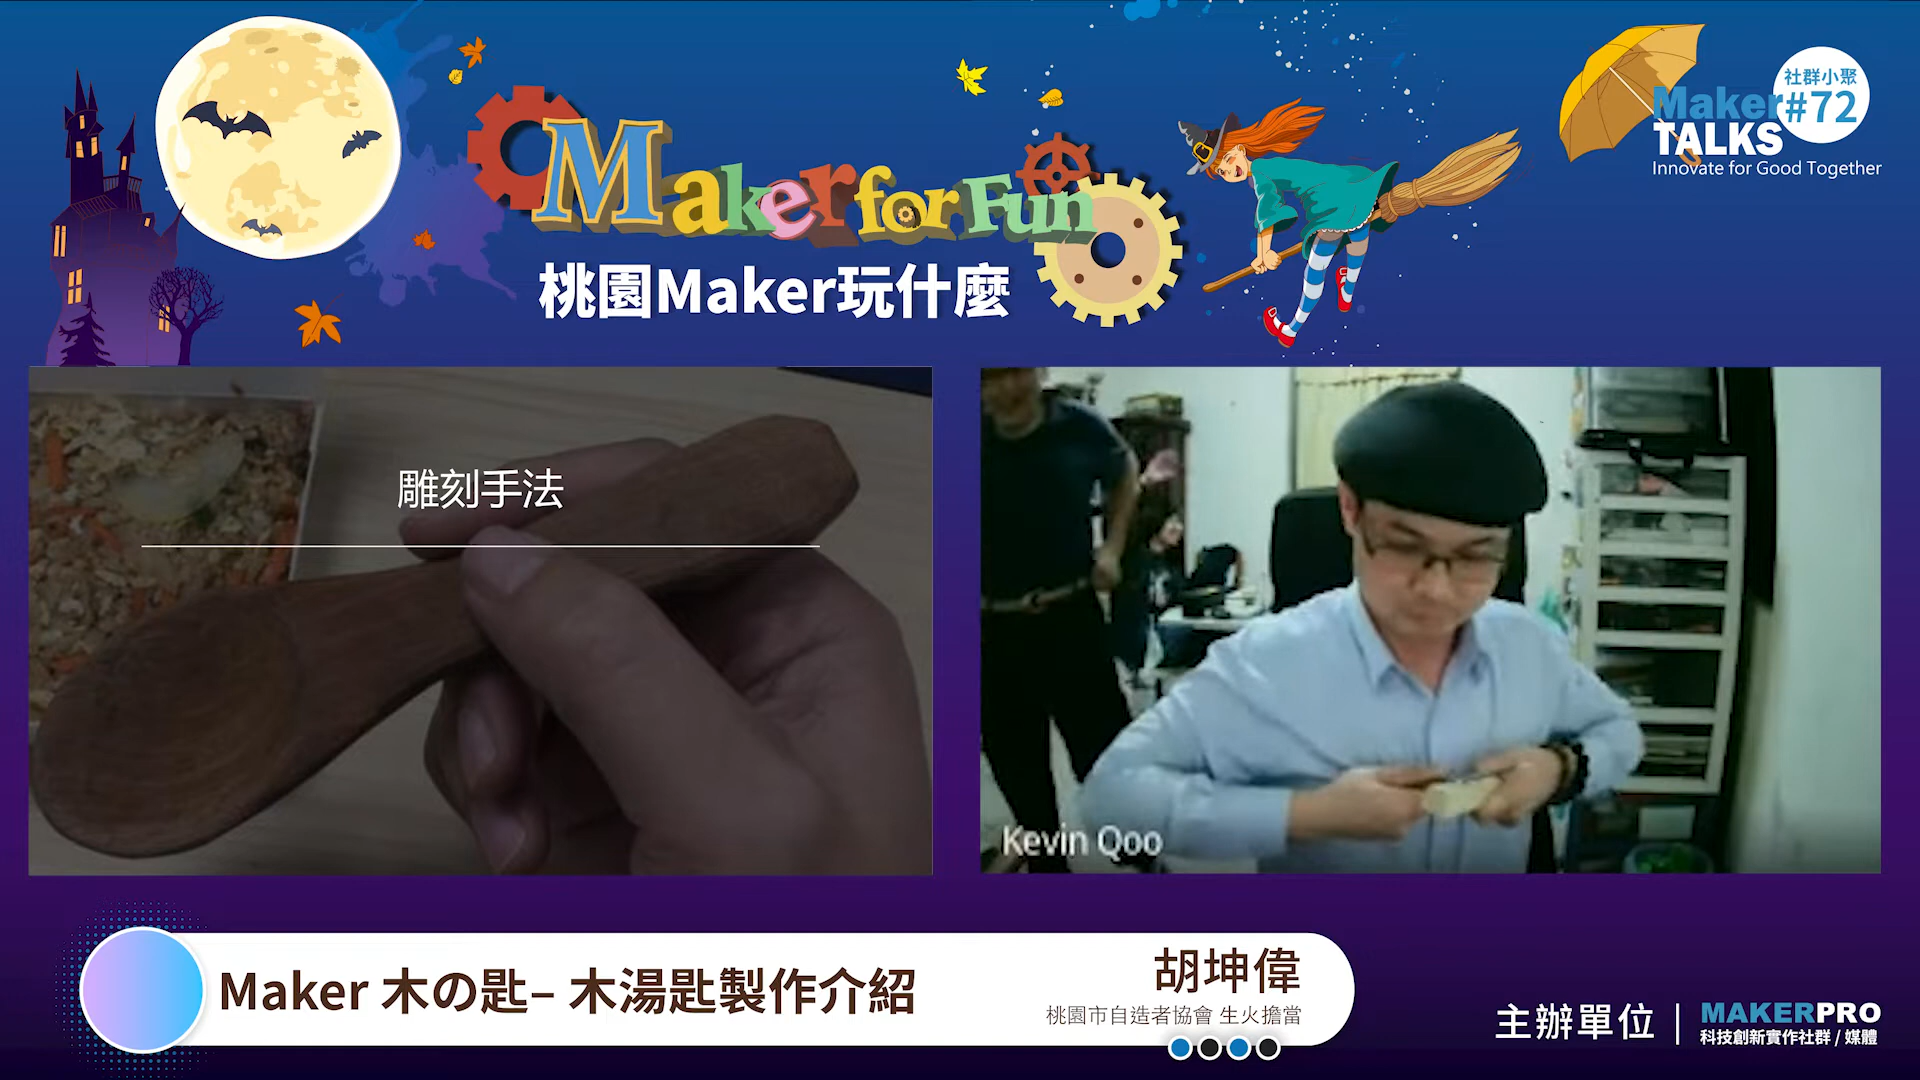 Maker for Fun
桃園Maker玩什麼
社群小聚
#72
Maker
TALKS
Innovate for Good Together
雕刻手法
Kevin Qoo
Maker 木の匙– 木湯匙製作介紹
胡坤偉
桃園市自造者協會 生火擔當
主辦單位 |
MAKERPRO
科技創新實作社群 / 媒體